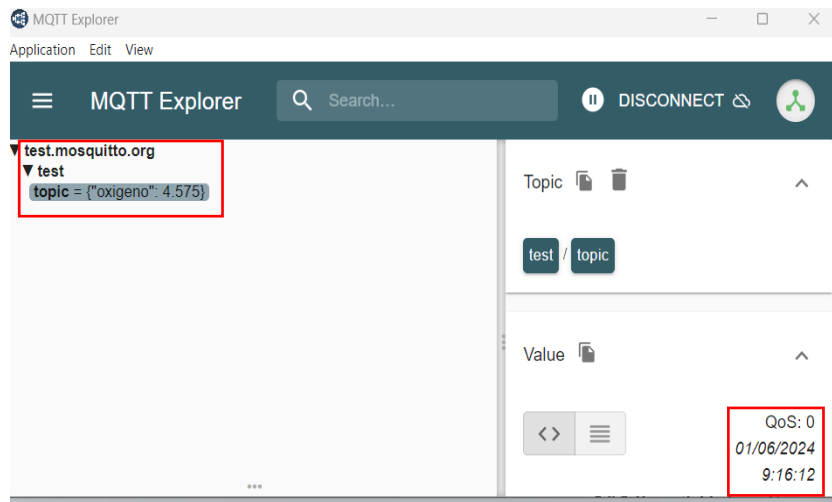 MQTT Explorer
Application Edit View
MQTT Explorer
Search...
DISCONNECT
▼ test.mosquitto.org
▼ test
topic = {"oxigeno": 4.575}
Topic
test / topic
Value
QoS: 0
01/06/2024
9:16:12